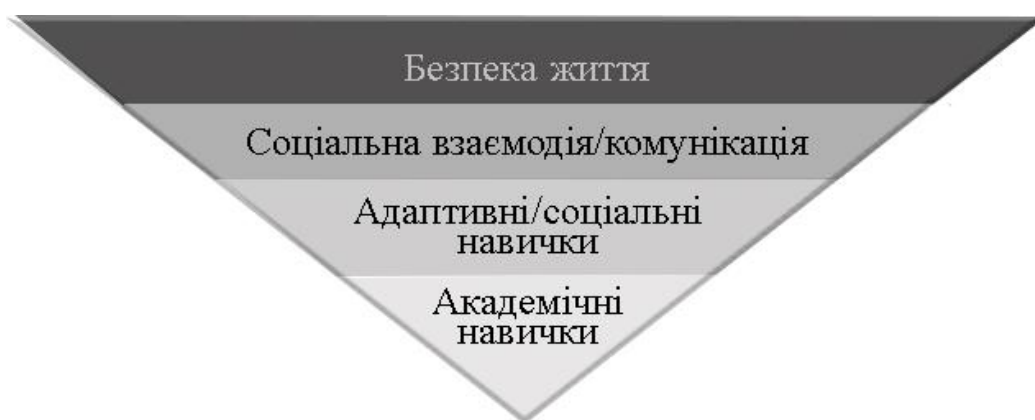 Безпека життя
Соціальна взаємодія/комунікація
Адаптивні/соціальні
навички
Академічні
навички